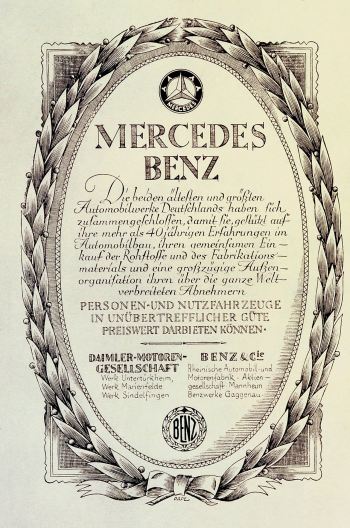 MERCEDES
MERCEDES
BENZ
Die beiden ältesten und größten
Automobilwerke Deutschlands haben sich
zusammengeschlossen, damit sie, gestützt auf
ihre mehr als 40jährigen Erfahrungen im
Automobilbau, ihren gemeinsamen Ein-
kauf der Rohstoffe und des Fabrikations-
materials und eine großzügige Außen-
organisation ihren über die ganze Welt
verbreiteten Abnehmern
PERSONEN-UND NUTZFAHRZEUGE
IN UNÜBERTREFFLICHER GÜTE
PREISWERT DARBIETEN KÖNNEN.
DAIMLER-MOTOREN-
GESELLSCHAFT
Werk Untertürkheim,
Werk Marienfelde
Werk Sindelfingen
BENZ & Cie
Rheinische Automobil-und
Motorenfabrik-Aktien-
gesellschaft Mannheim
Benzwerke Gaggenau
BENZ